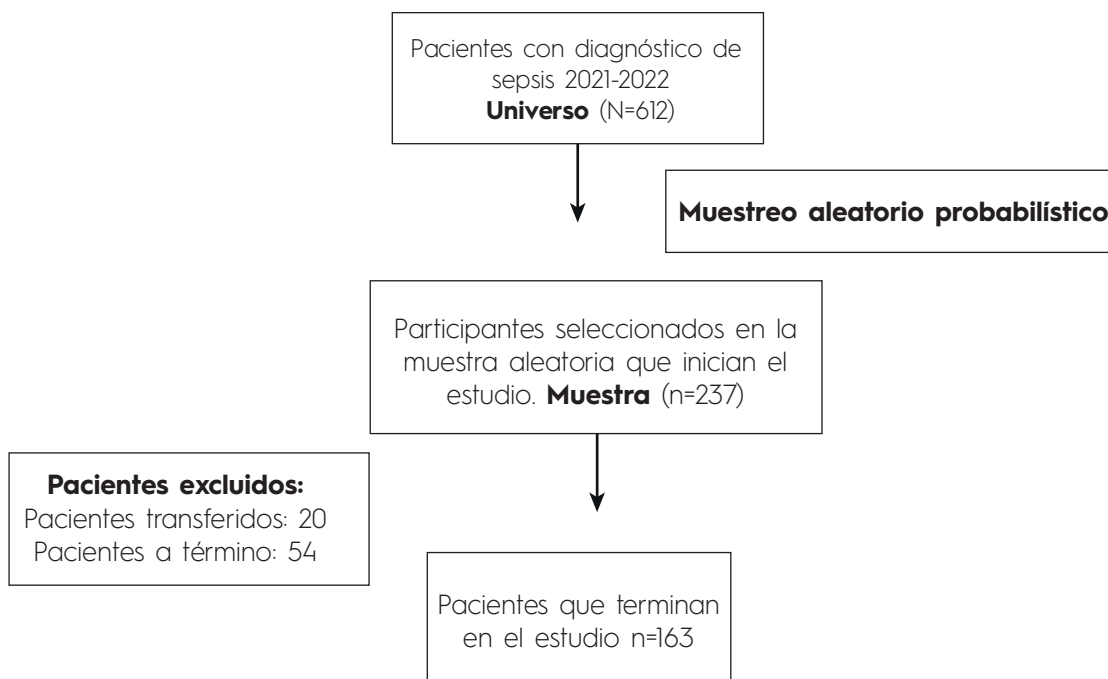 Pacientes con diagnóstico de
sepsis 2021-2022
Universo (N=612)
Muestreo aleatorio probabilístico
Participantes seleccionados en la
muestra aleatoria que inician el
estudio. Muestra (n=237)
Pacientes excluidos:
Pacientes transferidos: 20
Pacientes a término: 54
Pacientes que terminan
en el estudio n=163